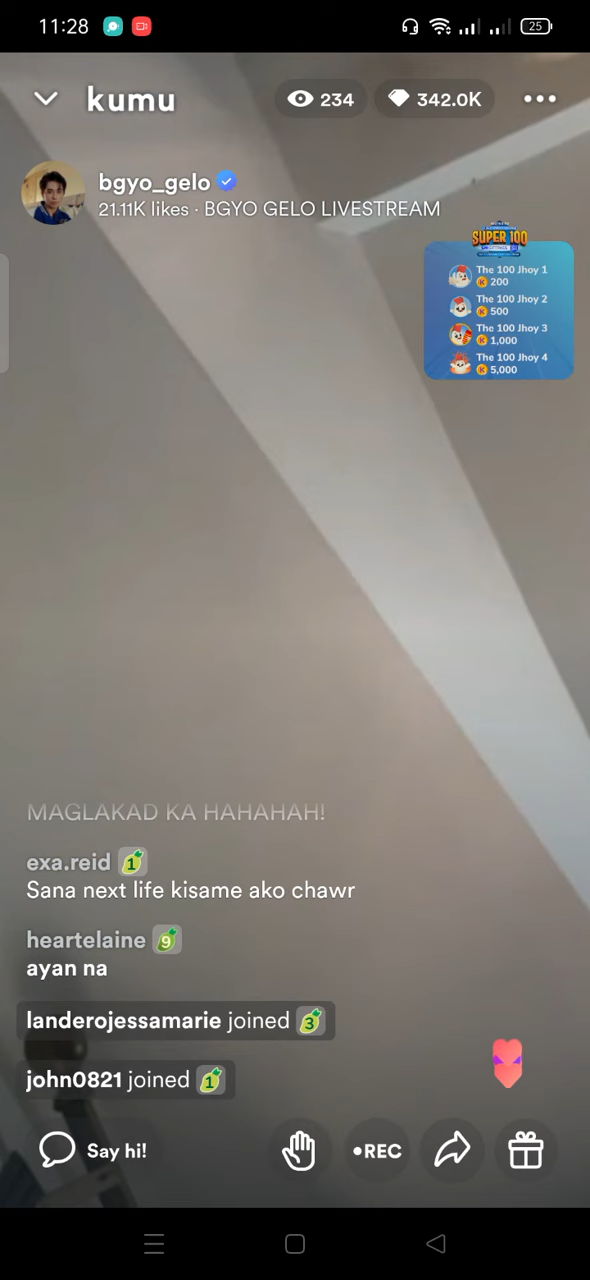 11:28
25
kumu
234
342.0K
bgyo_gelo
21.11K likes · BGYO GELO LIVESTREAM
SUPER 100
The 100 Jhoy 1
200
The 100 Jhoy 2
500
The 100 Jhoy 3
1,000
The 100 Jhoy 4
5,000
MAGLAKAD KA HAHAHAH!
exa.reid 1
Sana next life kisame ako chawr
heartelaine 9
ayan na
landerojessamarie joined 3
john0821 joined 1
Say hi!
•REC